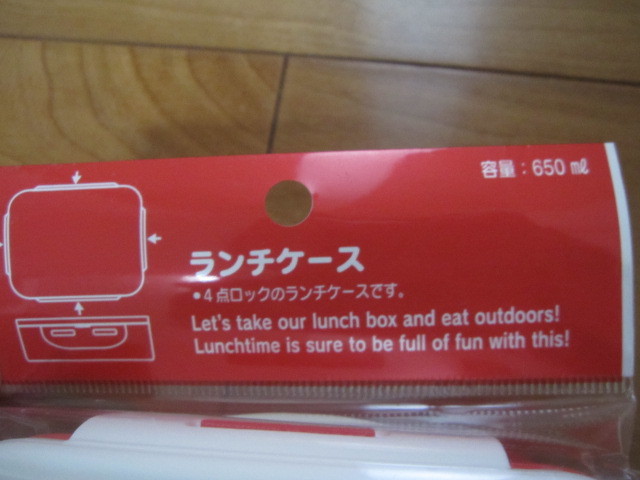 容量：650㎖
ランチケース
•4点ロックのランチケースです。
Let's take our lunch box and eat outdoors!
Lunchtime is sure to be full of fun with this!